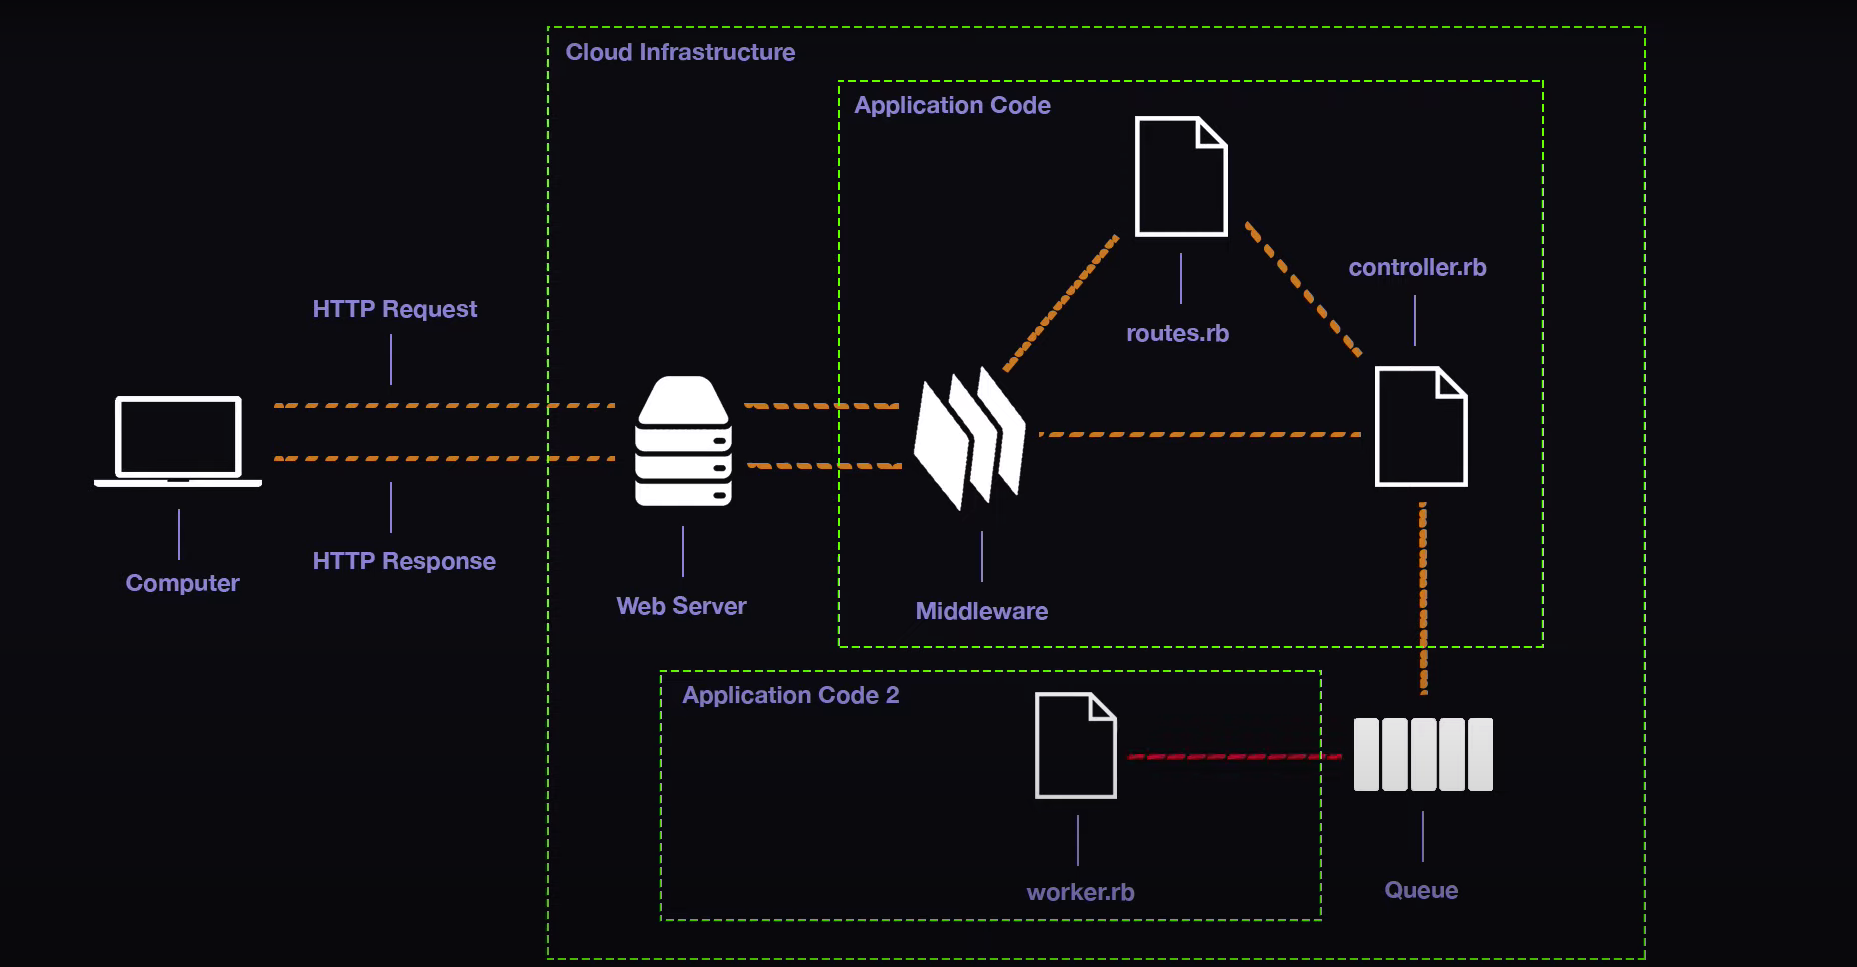 Cloud Infrastructure
Application Code
controller.rb
HTTP Request
routes.rb
HTTP Response
Computer
Web Server
Middleware
Application Code 2
worker.rb
Queue